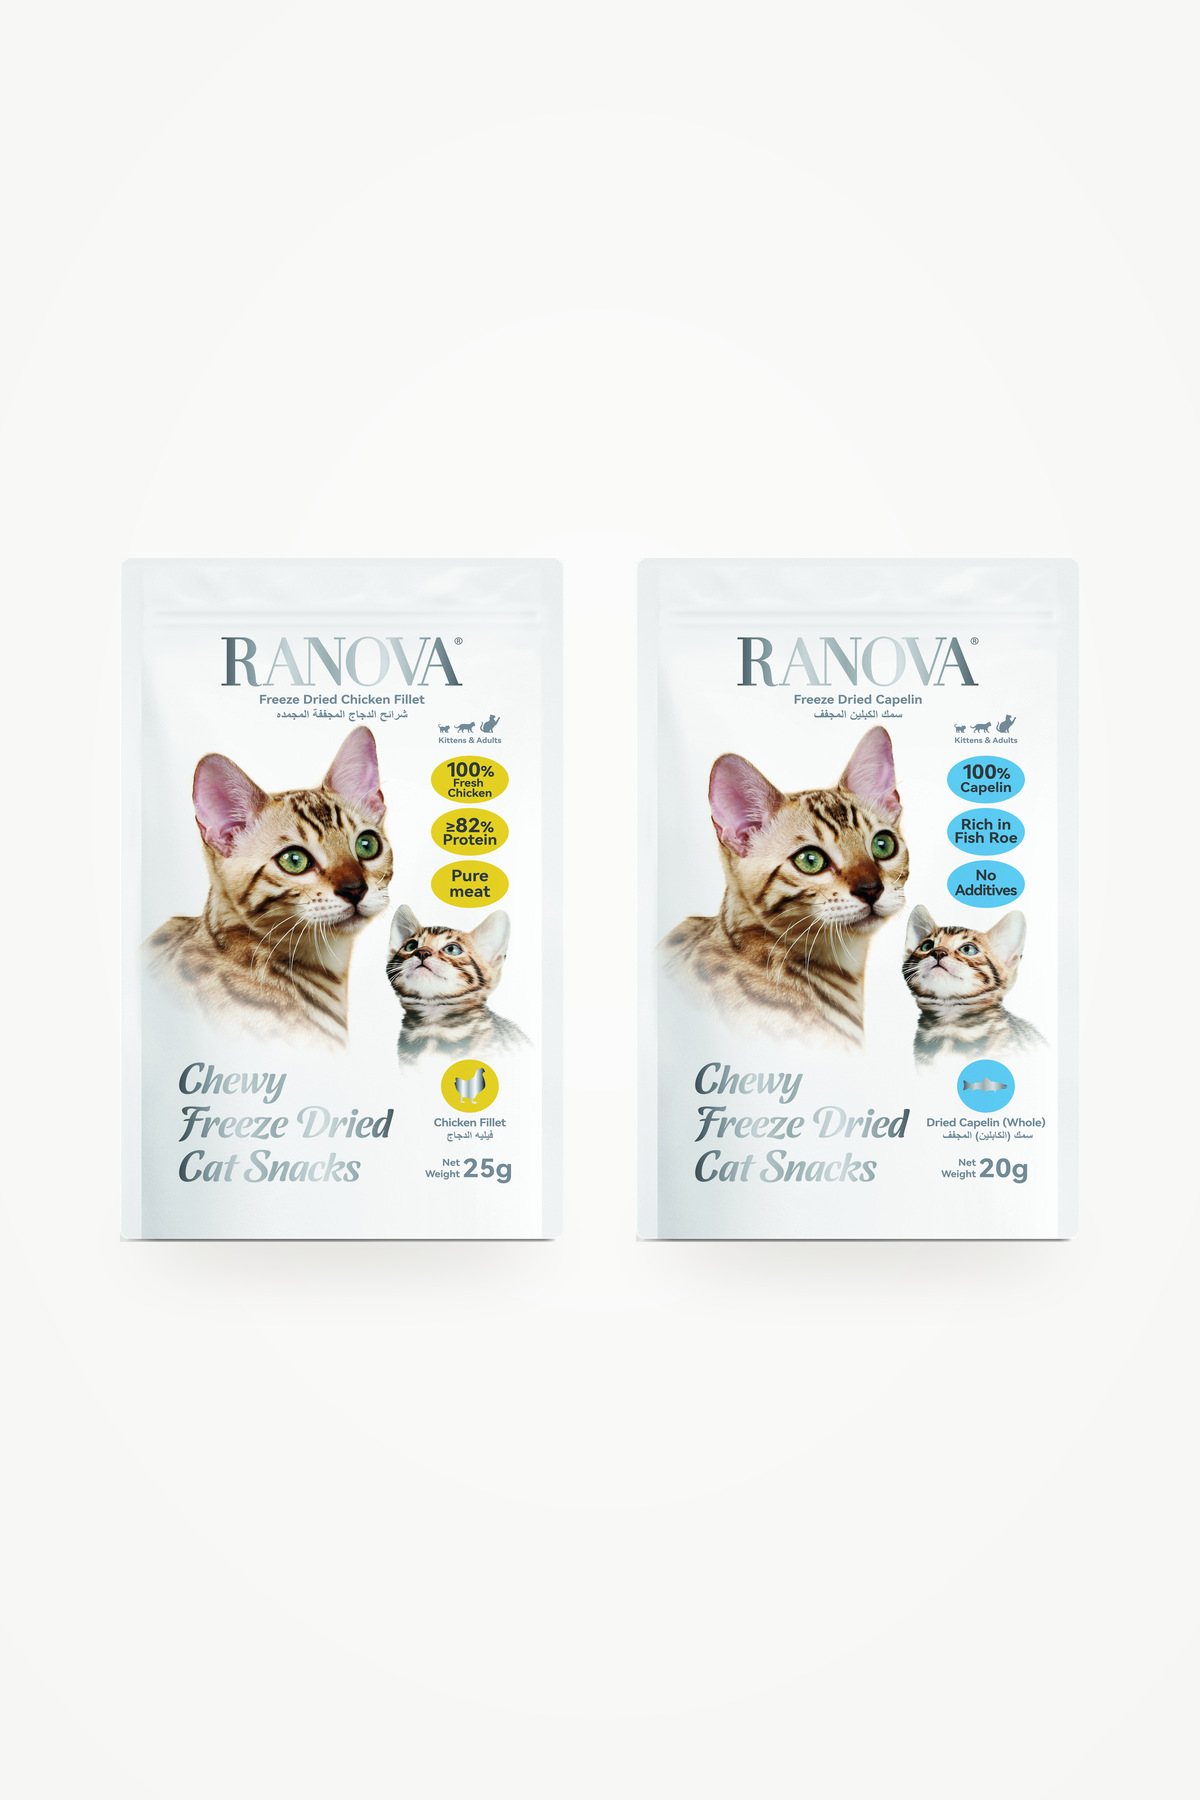 RANOVA®
Freeze Dried Chicken Fillet
شرائح الدجاج المجففة المجمده
Kittens & Adults
100%
Fresh
Chicken
≥82%
Protein
Pure
meat
Chewy
Freeze Dried
Cat Snacks
Chicken Fillet
فيليه الدجاج
Net
Weight 25g
RANOVA®
Freeze Dried Capelin
سمك الكبلين المجفف
Kittens & Adults
100%
Capelin
Rich in
Fish Roe
No
Additives
Chewy
Freeze Dried
Cat Snacks
Dried Capelin (Whole)
سمك (الكابلين) المجفف
Net
Weight 20g